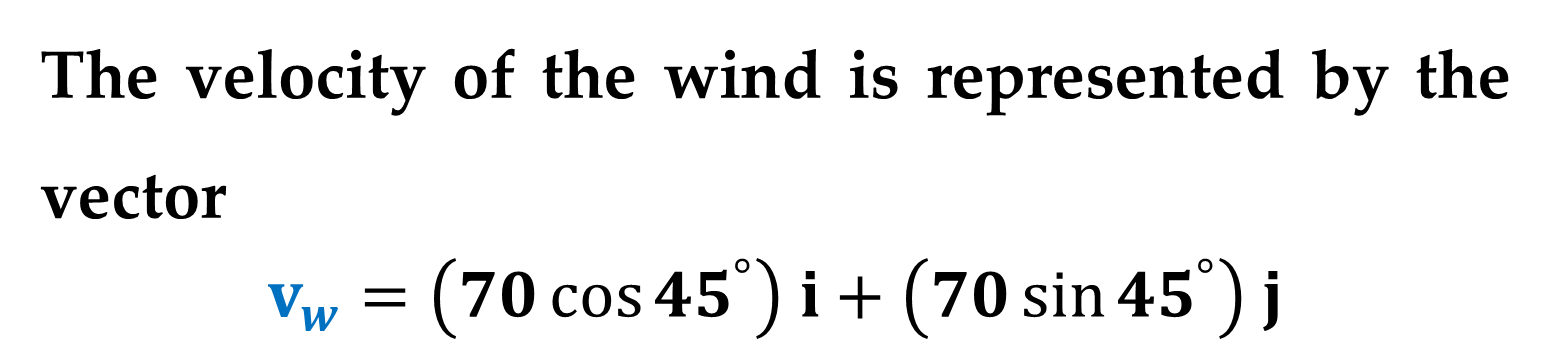 The velocity of the wind is represented by the
vector
v_w = (70 cos 45°) i + (70 sin 45°) j